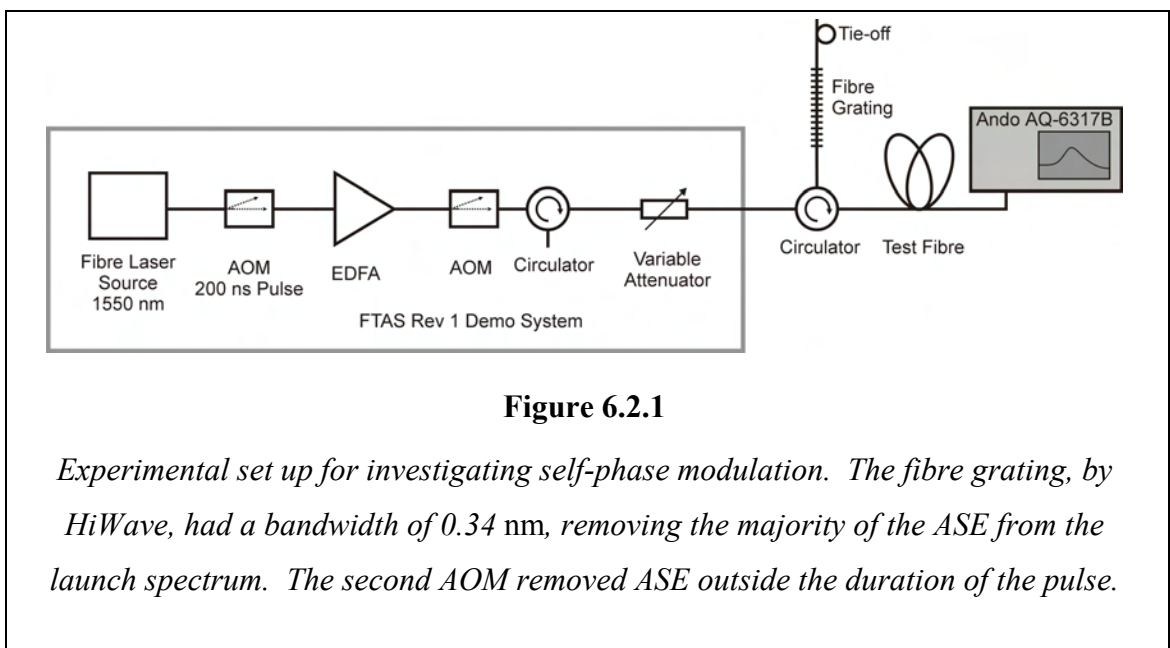 Tie-off
Fibre
Grating
Ando AQ-6317B
Fibre Laser
Source
1550 nm
AOM
200 ns Pulse
EDFA
AOM
Circulator
Variable
Attenuator
Circulator
Test Fibre
FTAS Rev 1 Demo System
Figure 6.2.1
Experimental set up for investigating self-phase modulation. The fibre grating, by
HiWave, had a bandwidth of 0.34 nm, removing the majority of the ASE from the
launch spectrum. The second AOM removed ASE outside the duration of the pulse.